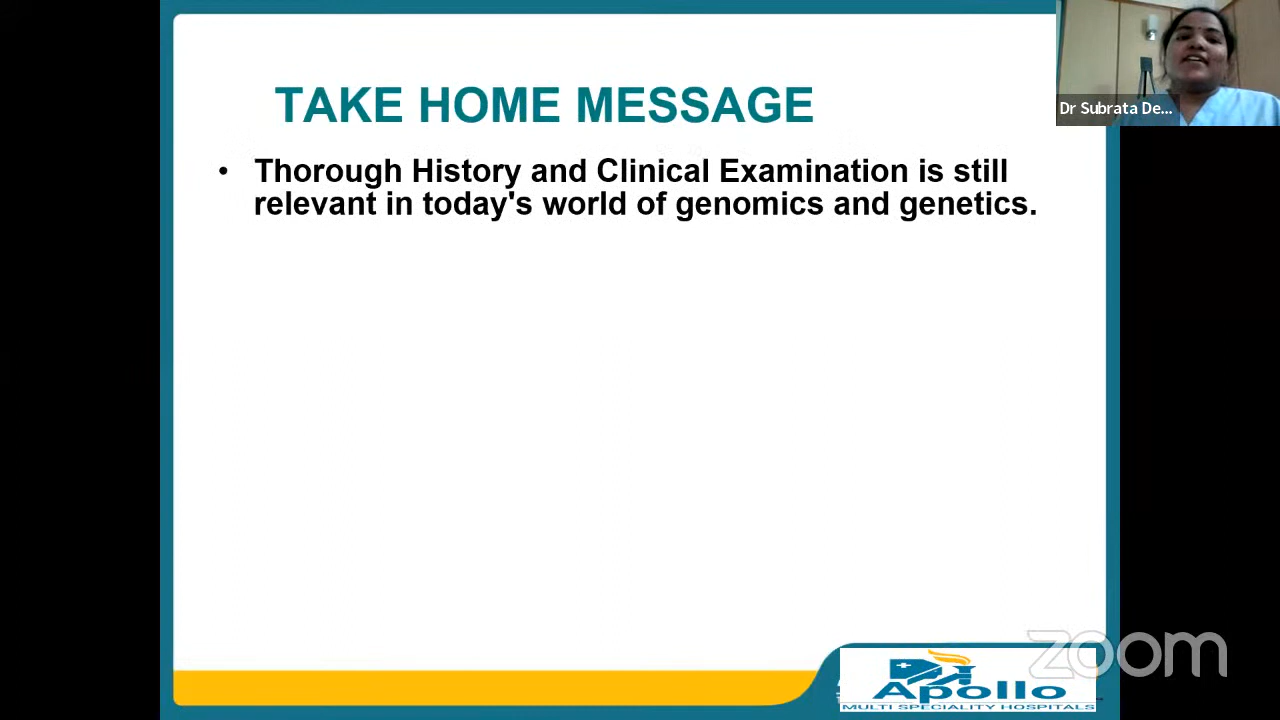 TAKE HOME MESSAGE
• Thorough History and Clinical Examination is still
relevant in today's world of genomics and genetics.
Dr Subrata De...
zoom
Apollo
MULTI SPECIALITY HOSPITALS